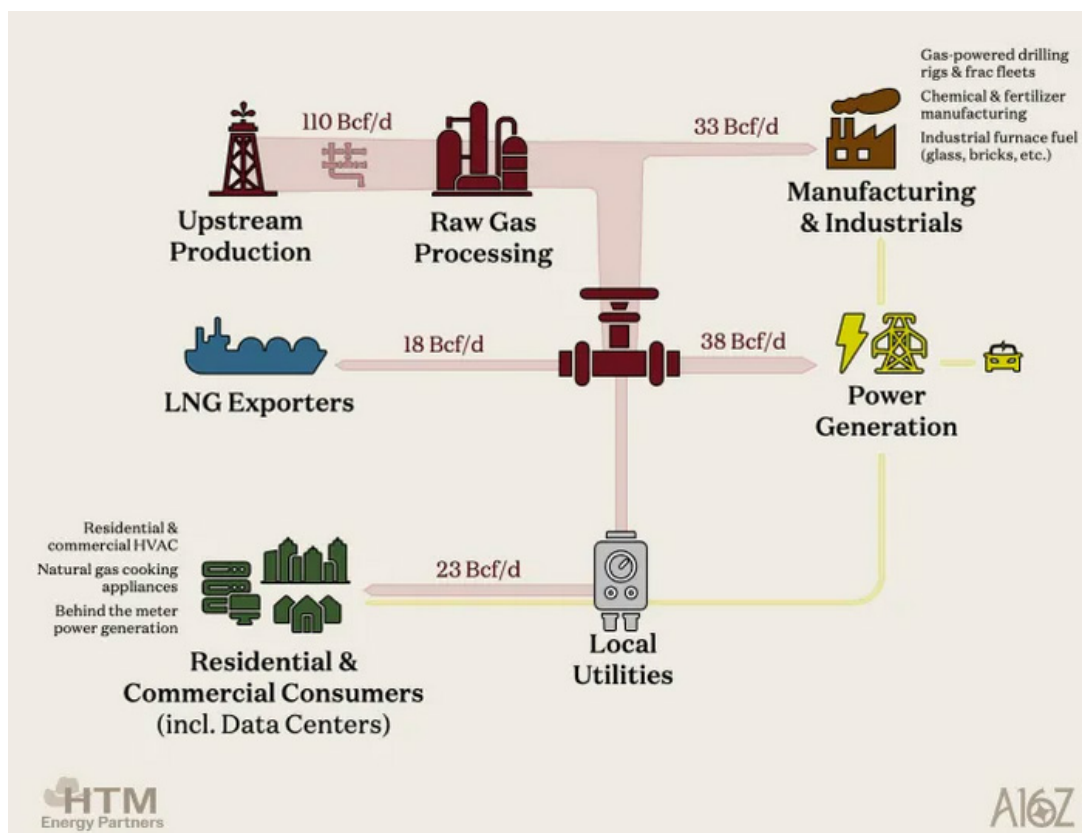 Gas-powered drilling
rigs & frac fleets
Chemical & fertilizer
manufacturing
Industrial furnace fuel
(glass, bricks, etc.)
110 Bcf/d
33 Bcf/d
Upstream
Production
Raw Gas
Processing
Manufacturing
& Industrials
18 Bcf/d
38 Bcf/d
LNG Exporters
Power
Generation
Residential &
commercial HVAC
Natural gas cooking
appliances
Behind the meter
power generation
23 Bcf/d
Local
Utilities
Residential &
Commercial Consumers
(incl. Data Centers)
HTM
Energy Partners
A16Z